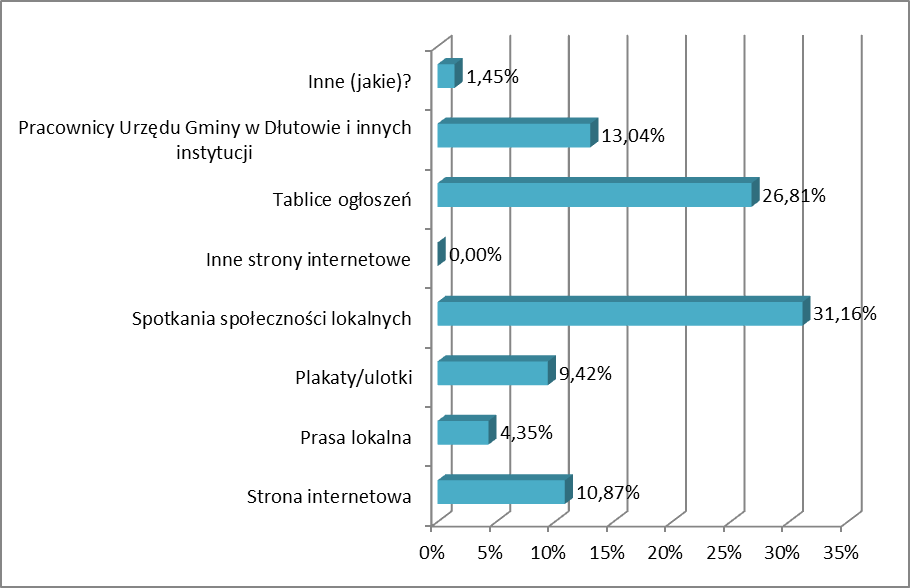 Inne (jakie)?
1,45%
Pracownicy Urzędu Gminy w Dłutowie i innych
instytucji
13,04%
Tablice ogłoszeń
26,81%
Inne strony internetowe
0,00%
Spotkania społeczności lokalnych
31,16%
Plakaty/ulotki
9,42%
Prasa lokalna
4,35%
Strona internetowa
10,87%
0% 5% 10% 15% 20% 25% 30% 35%